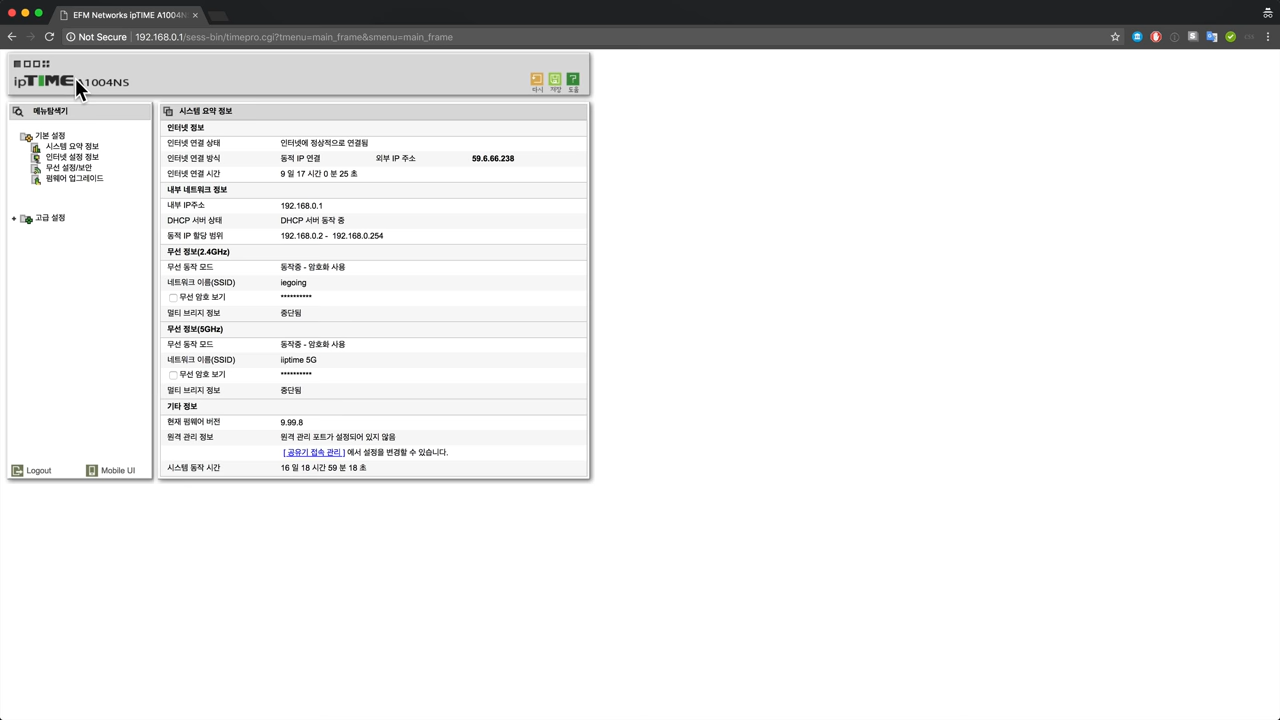 EFM Networks ipTIME A1004N
Not Secure 192.168.0.1/sess-bin/timepro.cgi?tmenu=main_frame&smenu=main_frame
ipTIME A1004NS
다시 저장 도움
메뉴탐색기
기본 설정
시스템 요약 정보
인터넷 설정 정보
무선 설정/보안
펌웨어 업그레이드
고급 설정
Logout Mobile UI
시스템 요약 정보
인터넷 정보
인터넷 연결 상태 인터넷에 정상적으로 연결됨
인터넷 연결 방식 동적 IP 연결 외부 IP 주소 59.6.66.238
인터넷 연결 시간 9 일 17 시간 0 분 25 초
내부 네트워크 정보
내부 IP주소 192.168.0.1
DHCP 서버 상태 DHCP 서버 동작 중
동적 IP 할당 범위 192.168.0.2 - 192.168.0.254
무선 정보(2.4GHz)
무선 동작 모드 동작중 - 암호화 사용
네트워크 이름(SSID) iegoing
무선 암호 보기 **********
멀티 브리지 정보 중단됨
무선 정보(5GHz)
무선 동작 모드 동작중 - 암호화 사용
네트워크 이름(SSID) iiptime 5G
무선 암호 보기 **********
멀티 브리지 정보 중단됨
기타 정보
현재 펌웨어 버전 9.99.8
원격 관리 정보 원격 관리 포트가 설정되어 있지 않음
[ 공유기 접속 관리 ] 에서 설정을 변경할 수 있습니다.
시스템 동작 시간 16 일 18 시간 59 분 18 초